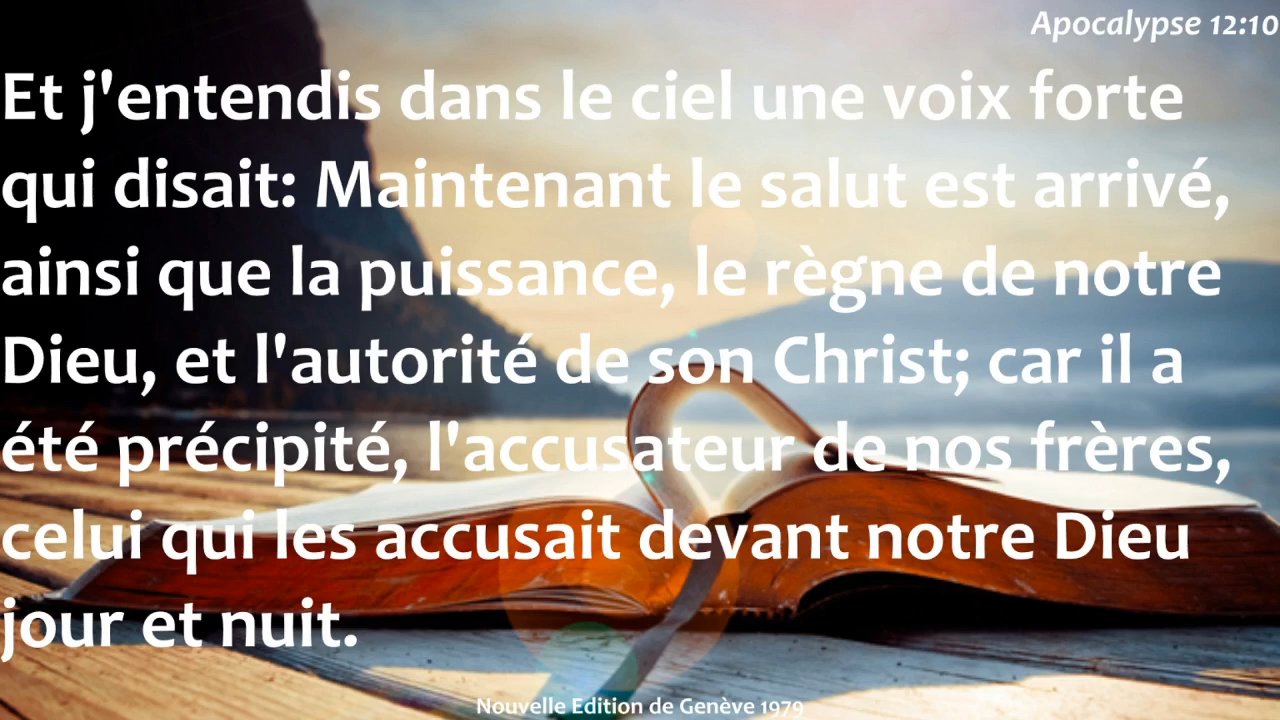 Apocalypse 12:10
Et j'entendis dans le ciel une voix forte
qui disait: Maintenant le salut est arrivé,
ainsi que la puissance, le règne de notre
Dieu, et l'autorité de son Christ; car il a
été précipité, l'accusateur de nos frères,
celui qui les accusait devant notre Dieu
jour et nuit.
Nouvelle Edition de Genève 1979